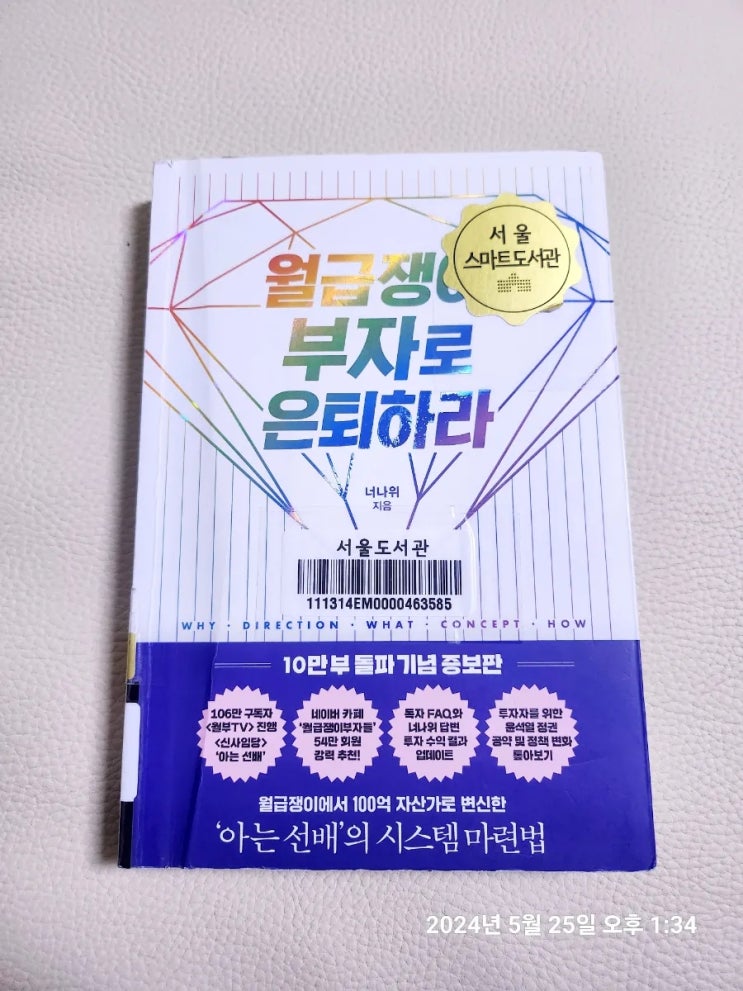 서울
스마트도서관
월급쟁
부자로
은퇴하라
너나위
지음
서울도서관
111314EM0000463585
WHY · DIRECTION · WHAT · CONCEPT · HOW
10만 부 돌파 기념 증보판
106만 구독자
<월부TV> 진행
<신사임당>
'아는 선배'
네이버 카페
'월급쟁이부자들'
54만 회원
강력 추천!
독자 FAQ와
너나위 답변
투자 수익 결과
업데이트
투자자를 위한
윤석열 정권
공약 및 정책 변화
톺아보기
월급쟁이에서 100억 자산가로 변신한
'아는 선배'의 시스템 마련법
2024년 5월 25일 오후 1:34